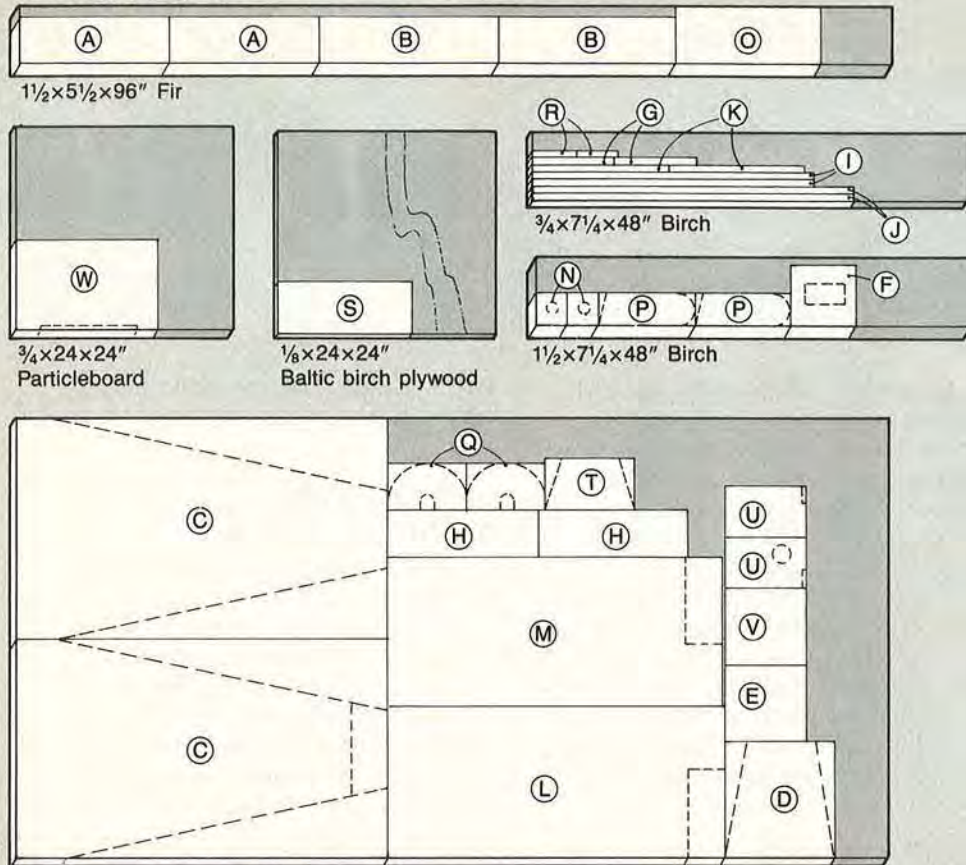 A A B B O
1½×5½×96" Fir
R G K
I
J
¾×7¼×48" Birch
W
¾×24×24"
Particleboard
S
⅛×24×24"
Baltic birch plywood
N P P F
1½×7¼×48" Birch
C
Q
T
H H
M
U
U
V
E
C
L
D